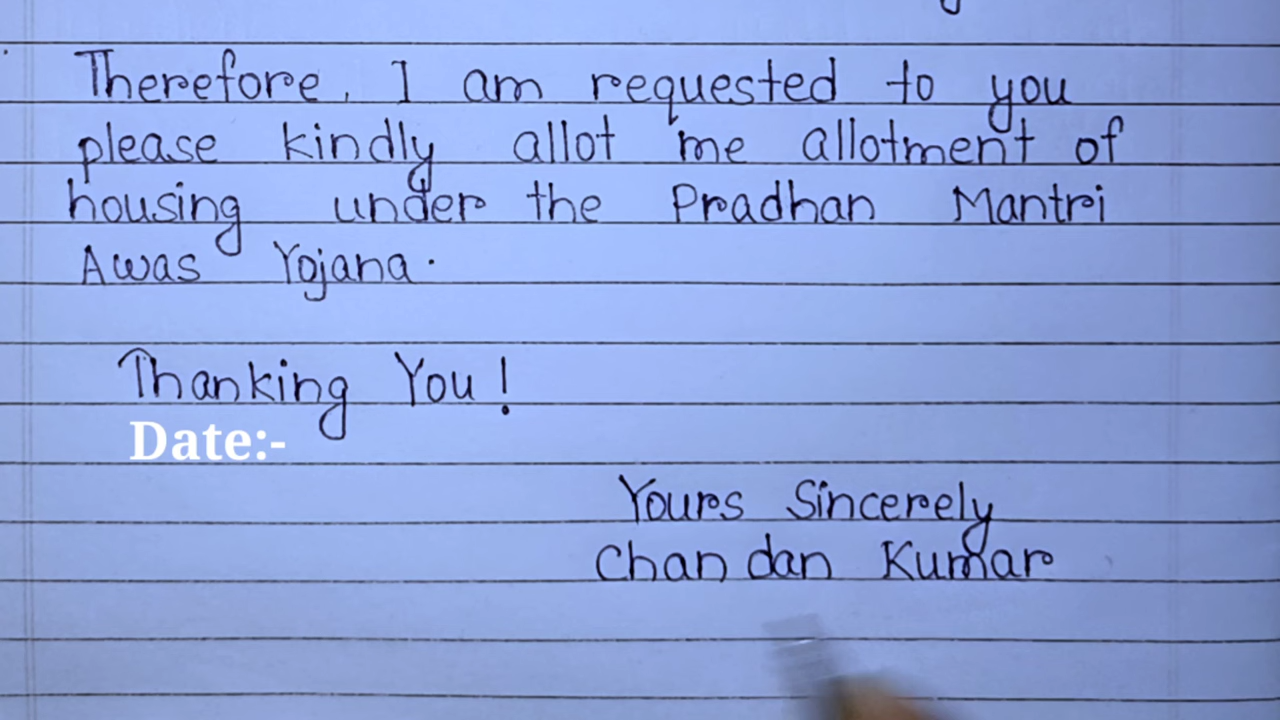 Therefore, I am requested to you
please kindly allot me allotment of
housing under the Pradhan Mantri
Awas Yojana.
Thanking You!
Date:-
Yours Sincerely
Chandan Kumar